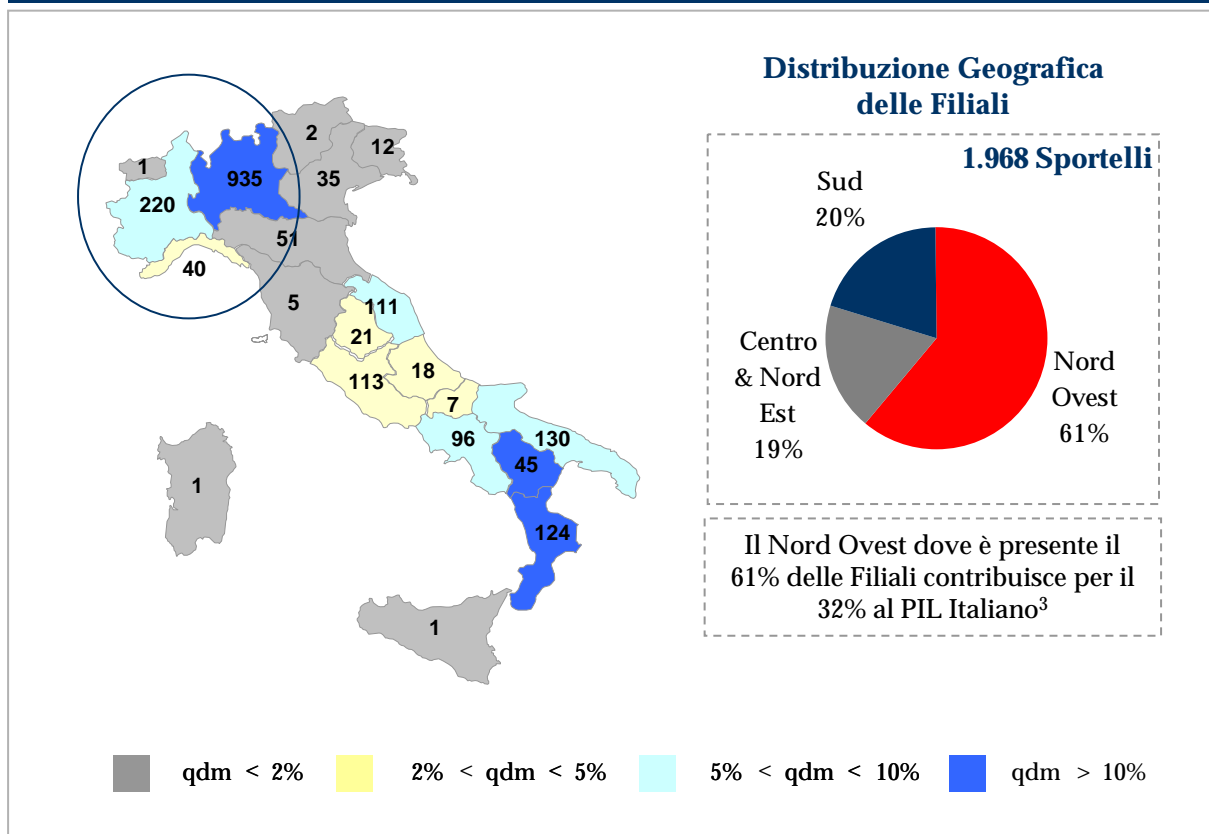 Distribuzione Geografica
delle Filiali
1.968 Sportelli
2
12
1
935
35
220
51
40
5
111
21
18
113
7
96
130
45
1
124
1
Sud
20%
Centro
& Nord
Est
19%
Nord
Ovest
61%
Il Nord Ovest dove è presente il
61% delle Filiali contribuisce per il
32% al PIL Italiano³
qdm < 2%
2% < qdm < 5%
5% < qdm < 10%
qdm > 10%